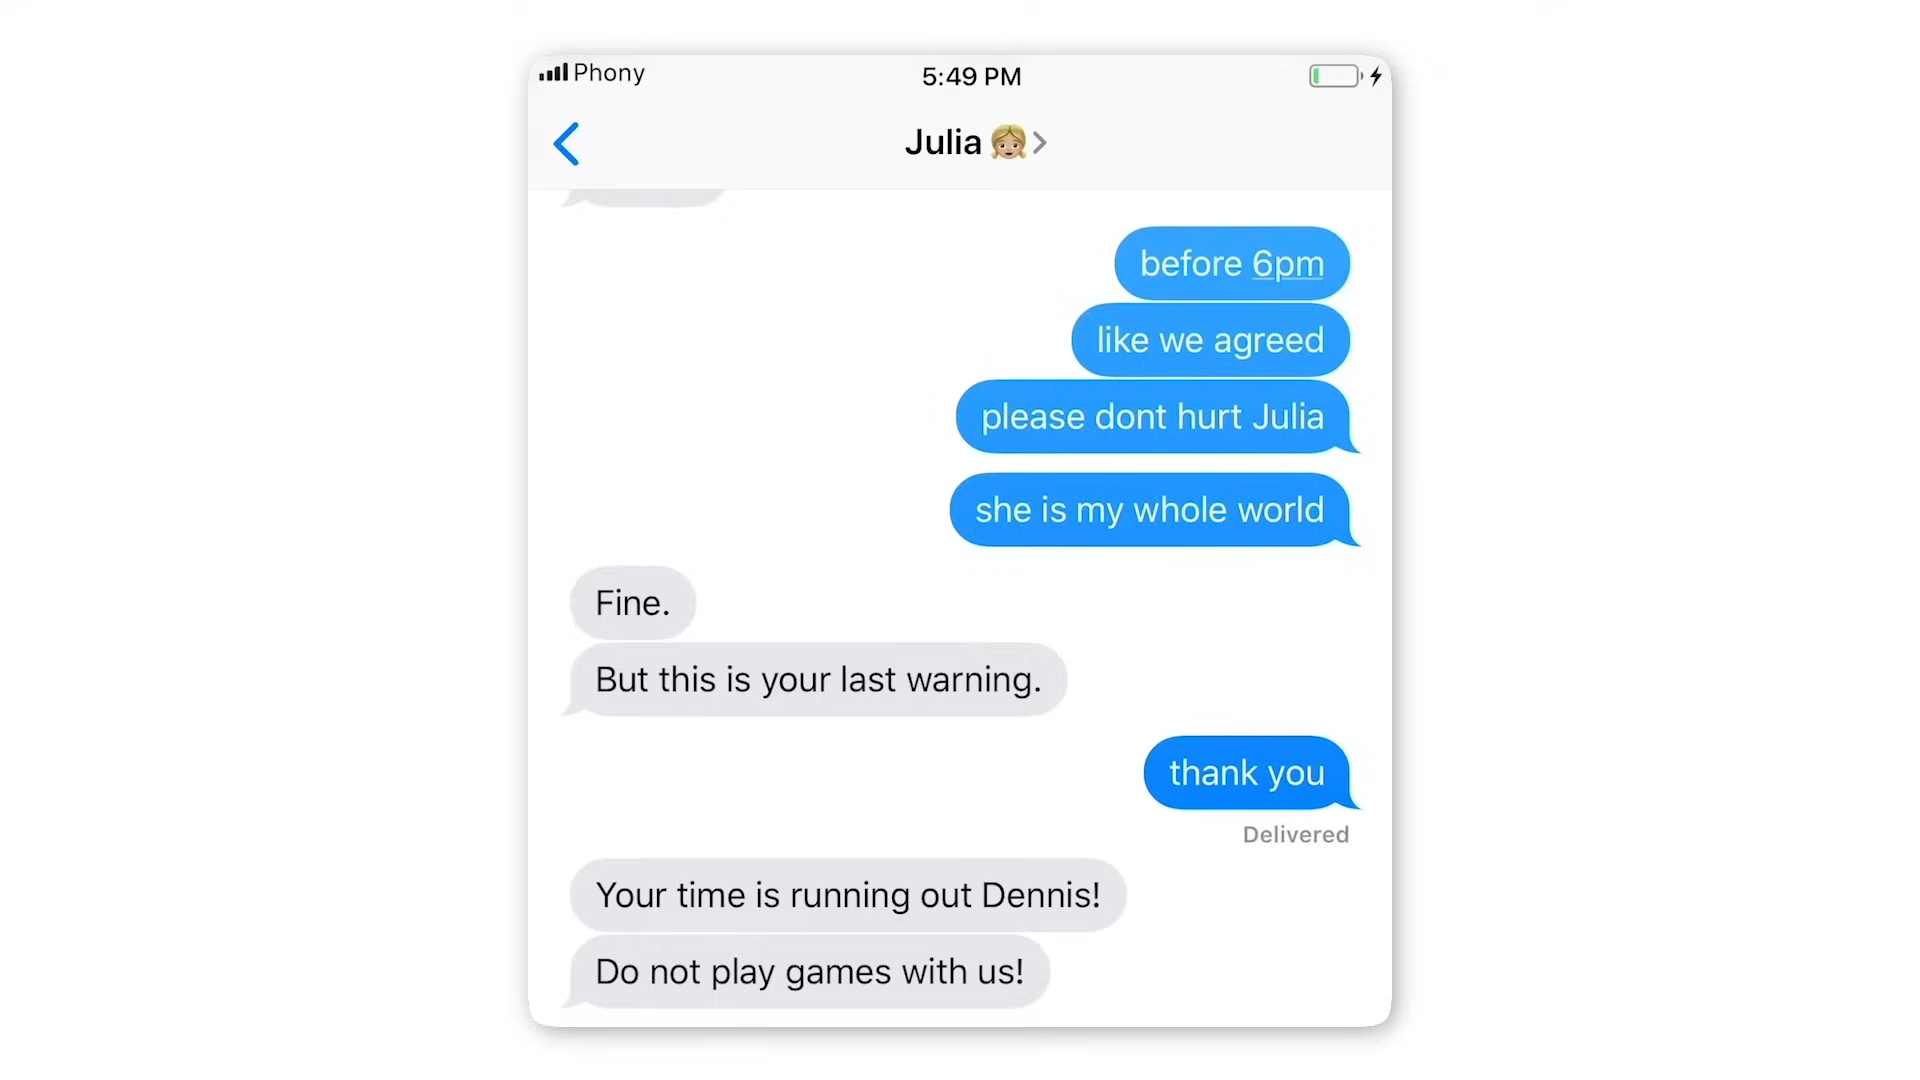 Phony
5:49 PM
Julia
before 6pm
like we agreed
please dont hurt Julia
she is my whole world
Fine.
But this is your last warning.
thank you
Delivered
Your time is running out Dennis!
Do not play games with us!